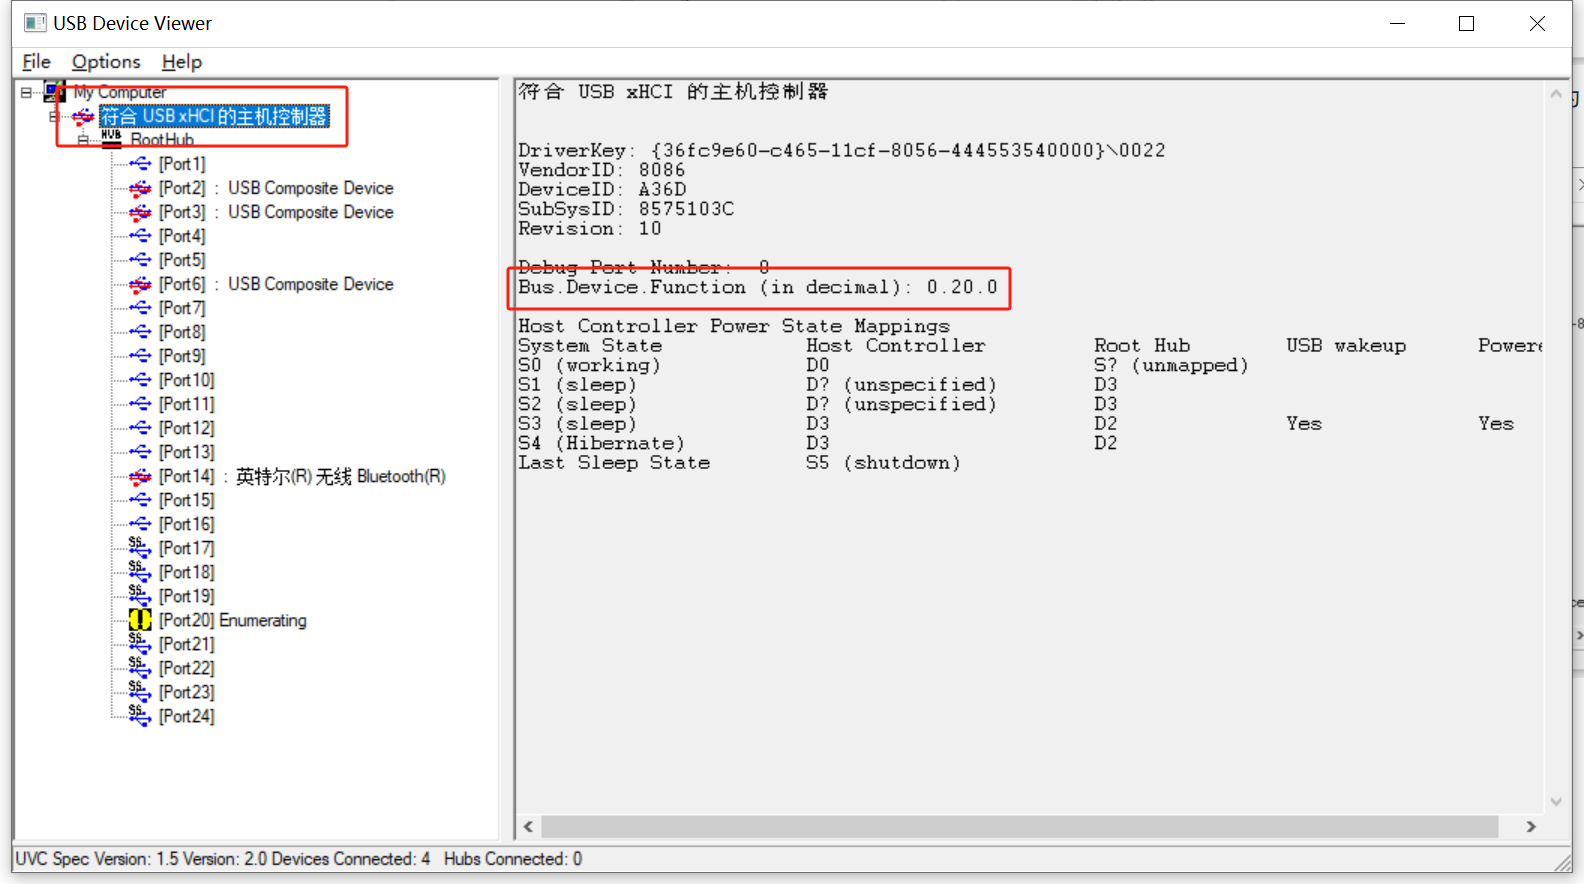 USB Device Viewer
File Options Help
My Computer
符合 USB xHCI 的主机控制器
RootHub
[Port1]
[Port2] : USB Composite Device
[Port3] : USB Composite Device
[Port4]
[Port5]
[Port6] : USB Composite Device
[Port7]
[Port8]
[Port9]
[Port10]
[Port11]
[Port12]
[Port13]
[Port14] : 英特尔(R) 无线 Bluetooth(R)
[Port15]
[Port16]
[Port17]
[Port18]
[Port19]
[Port20] Enumerating
[Port21]
[Port22]
[Port23]
[Port24]
符合 USB xHCI 的主机控制器
DriverKey: {36fc9e60-c465-11cf-8056-444553540000}\0022
VendorID: 8086
DeviceID: A36D
SubSysID: 8575103C
Revision: 10
Debug Port Number: 0
Bus.Device.Function (in decimal): 0.20.0
Host Controller Power State Mappings
System State Host Controller Root Hub USB wakeup Powere
S0 (working) D0 S? (unmapped)
S1 (sleep) D? (unspecified) D3
S2 (sleep) D? (unspecified) D3
S3 (sleep) D3 D2 Yes Yes
S4 (Hibernate) D3 D2
Last Sleep State S5 (shutdown)
UVC Spec Version: 1.5 Version: 2.0 Devices Connected: 4 Hubs Connected: 0